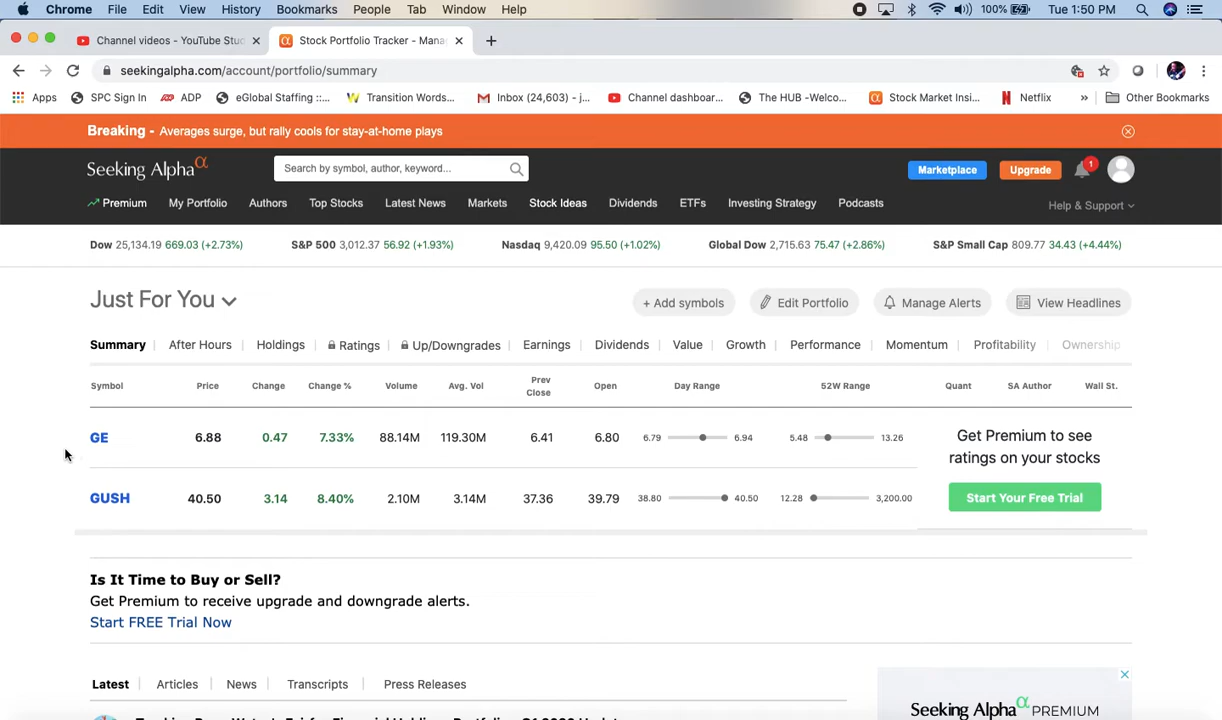 Chrome File Edit View History Bookmarks People Tab Window Help 100% Tue 1:50 PM
Channel videos - YouTube Stu Stock Portfolio Tracker - Mana
seekingalpha.com/account/portfolio/summary
Apps SPC Sign In ADP eGlobal Staffing ::... Transition Words... Inbox (24,603) - j... Channel dashboar... The HUB -Welco... Stock Market Insi... Netflix » Other Bookmarks
Breaking - Averages surge, but rally cools for stay-at-home plays
Seeking Alpha α Search by symbol, author, keyword... Marketplace Upgrade 1
Premium My Portfolio Authors Top Stocks Latest News Markets Stock Ideas Dividends ETFs Investing Strategy Podcasts Help & Support
Dow 25,134.19 669.03 (+2.73%) S&P 500 3,012.37 56.92 (+1.93%) Nasdaq 9,420.09 95.50 (+1.02%) Global Dow 2,715.63 75.47 (+2.86%) S&P Small Cap 809.77 34.43 (+4.44%)
Just For You + Add symbols Edit Portfolio Manage Alerts View Headlines
Summary After Hours Holdings Ratings Up/Downgrades Earnings Dividends Value Growth Performance Momentum Profitability Ownership
Symbol Price Change Change % Volume Avg. Vol Prev Close Open Day Range 52W Range Quant SA Author Wall St.
GE 6.88 0.47 7.33% 88.14M 119.30M 6.41 6.80 6.79 6.94 5.48 13.26
GUSH 40.50 3.14 8.40% 2.10M 3.14M 37.36 39.79 38.80 40.50 12.28 3,200.00
Get Premium to see
ratings on your stocks
Start Your Free Trial
Is It Time to Buy or Sell?
Get Premium to receive upgrade and downgrade alerts.
Start FREE Trial Now
Latest Articles News Transcripts Press Releases
Seeking Alpha α PREMIUM